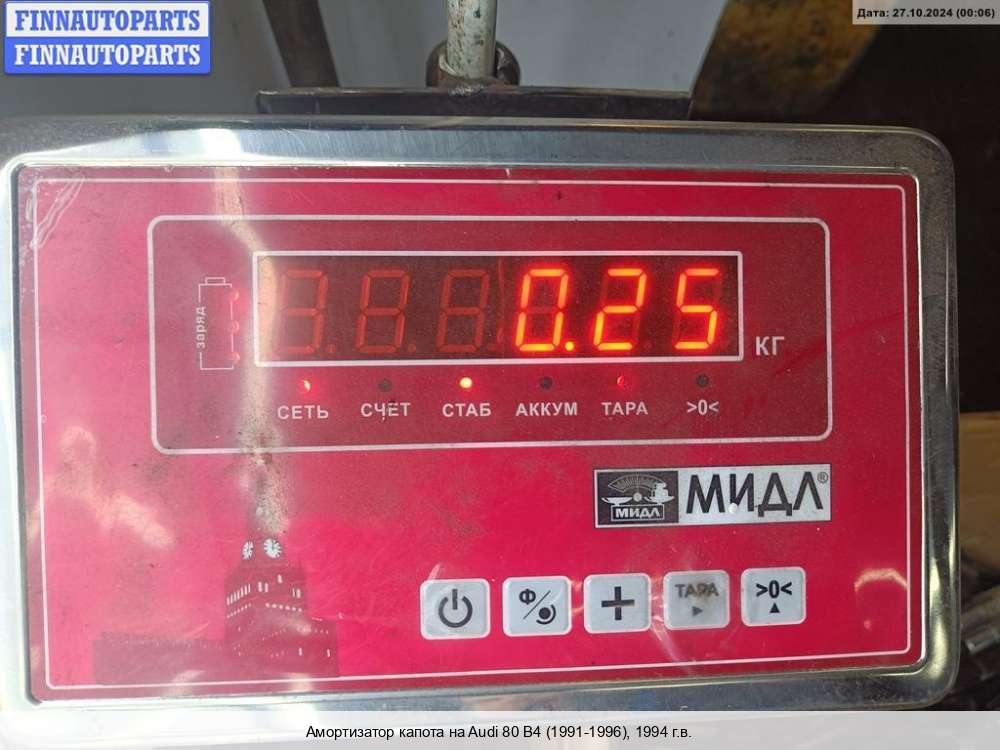 FINNAUTOPARTS
FINNAUTOPARTS
Дата: 27.10.2024 (00:06)
0.25
заряд
КГ
СЕТЬ СЧЁТ СТАБ АККУМ ТАРА >0<
МИДЛ МИДЛ®
Ф ТАРА >0<
Амортизатор капота на Audi 80 B4 (1991-1996), 1994 г.в.